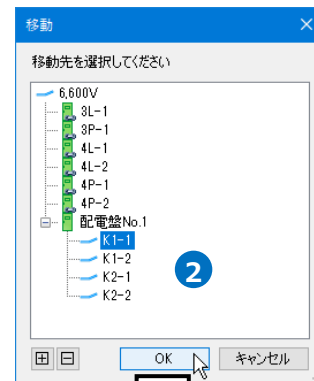 移動
移動先を選択してください
6,600V
3L-1
3P-1
4L-1
4L-2
4P-1
4P-2
配電盤No.1
K1-1
K1-2
K2-1
K2-2
2
OK
キャンセル